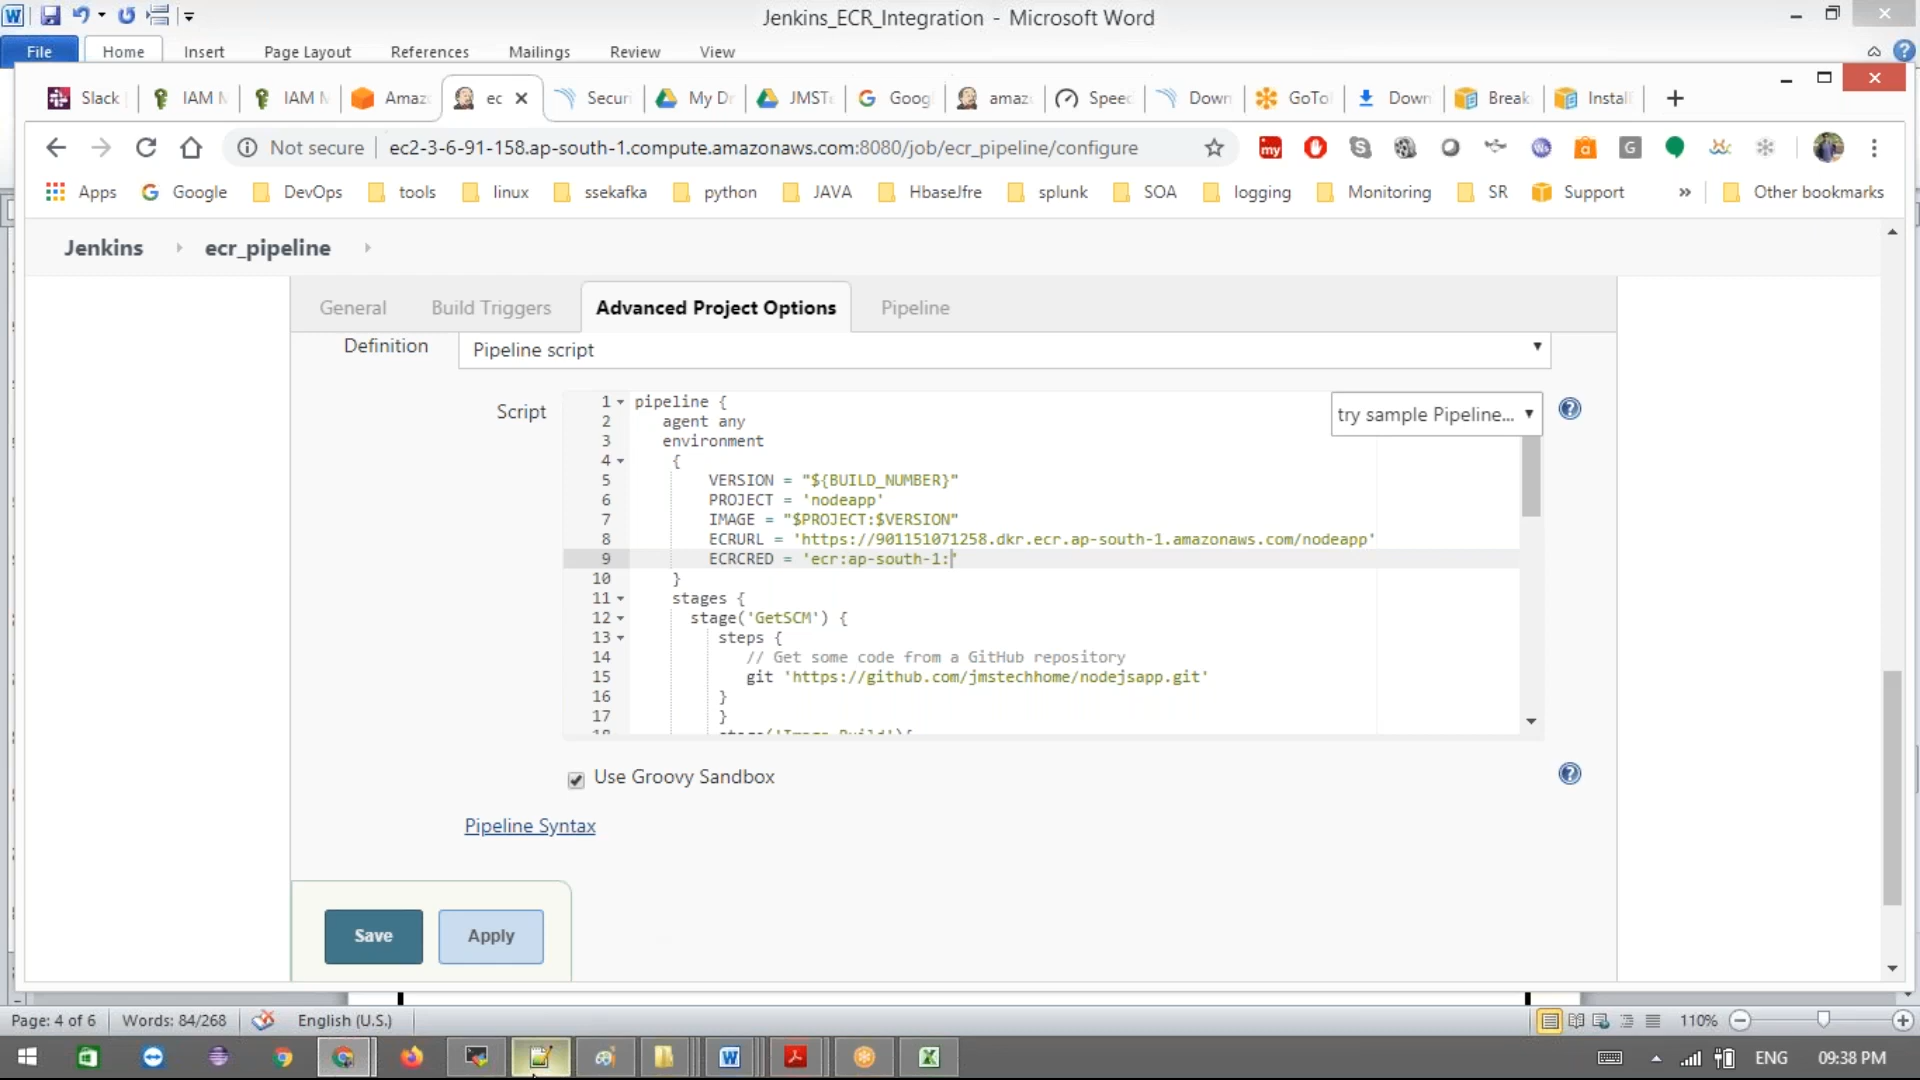 Jenkins_ECR_Integration - Microsoft Word
File Home Insert Page Layout References Mailings Review View
Slack IAM M IAM M Amaz ec Securi My Dr JMSTe Goog amaz Speed Down GoTo Down Break Install
Not secure ec2-3-6-91-158.ap-south-1.compute.amazonaws.com:8080/job/ecr_pipeline/configure
Apps Google DevOps tools linux ssekafka python JAVA HbaseJfre splunk SOA logging Monitoring SR Support » Other bookmarks
Jenkins ecr_pipeline
General Build Triggers Advanced Project Options Pipeline
Definition Pipeline script
Script
try sample Pipeline...
1 pipeline {
2 agent any
3 environment
4 {
5 VERSION = "${BUILD_NUMBER}"
6 PROJECT = 'nodeapp'
7 IMAGE = "$PROJECT:$VERSION"
8 ECRURL = 'https://901151071258.dkr.ecr.ap-south-1.amazonaws.com/nodeapp'
9 ECRCRED = 'ecr:ap-south-1:'
10 }
11 stages {
12 stage('GetSCM') {
13 steps {
14 // Get some code from a GitHub repository
15 git 'https://github.com/jmstechhome/nodejsapp.git'
16 }
17 }
18 stage('Image Build'){
Use Groovy Sandbox
Pipeline Syntax
Save Apply
Page: 4 of 6 Words: 84/268 English (U.S.) 110%
ENG 09:38 PM